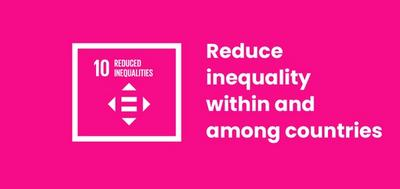 10 REDUCED
INEQUALITIES
Reduce
inequality
within and
among countries